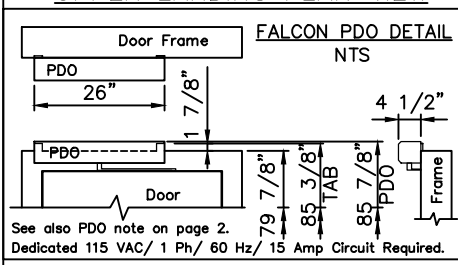 Door Frame
FALCON PDO DETAIL
NTS
PDO
26"
1 7/8"
4 1/2"
PDO
Door
79 7/8"
85 3/8"
TAB
85 7/8"
PDO
Frame
See also PDO note on page 2.
Dedicated 115 VAC/ 1 Ph/ 60 Hz/ 15 Amp Circuit Required.